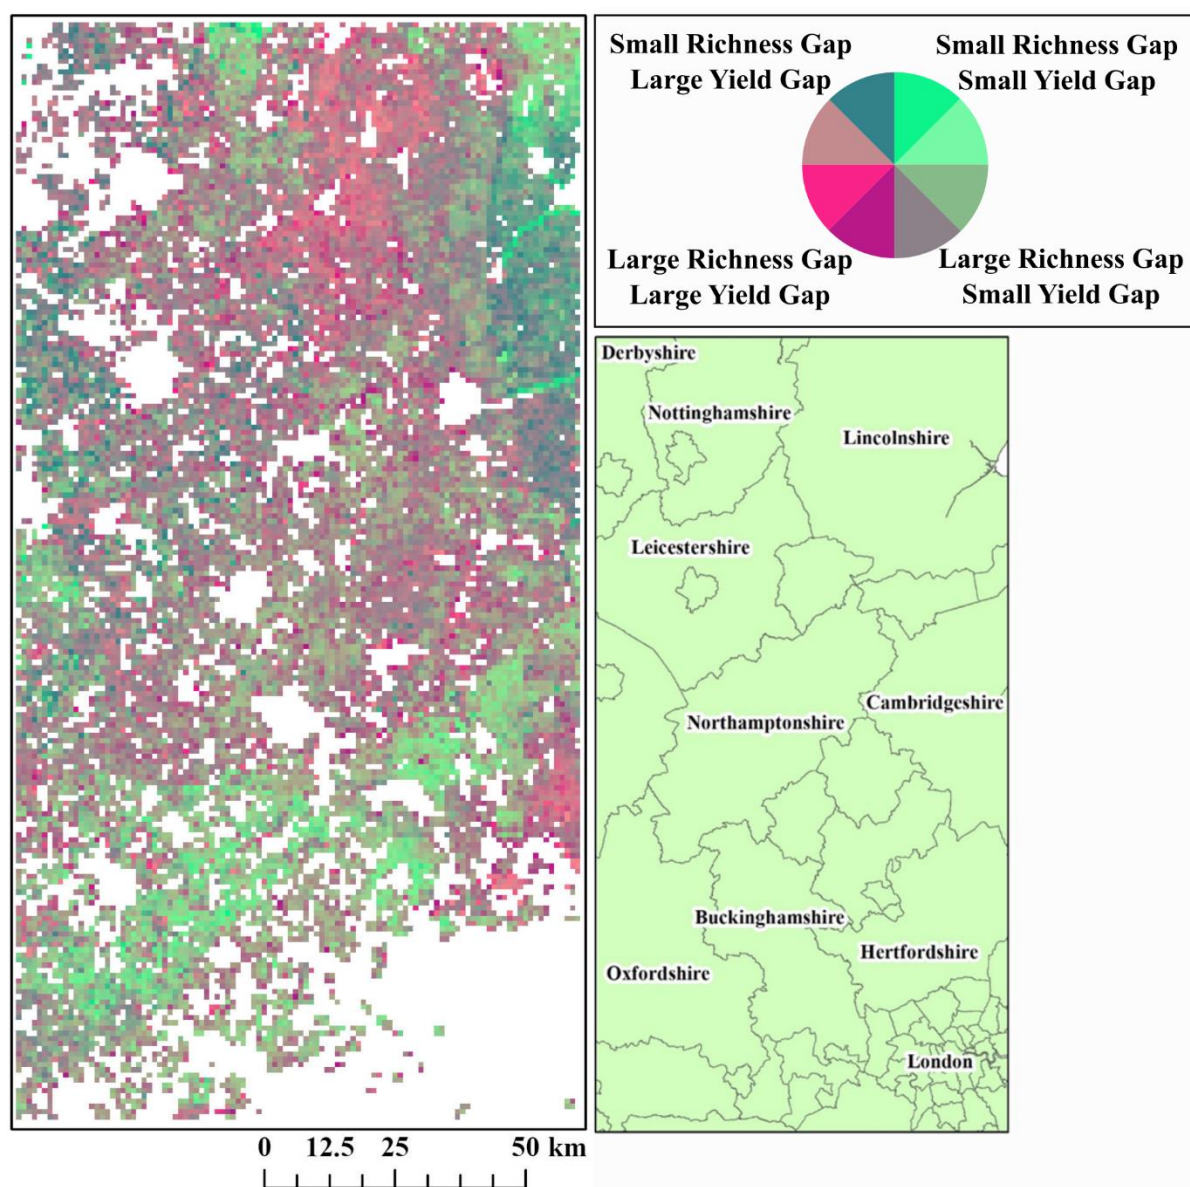 Small Richness Gap
Large Yield Gap
Small Richness Gap
Small Yield Gap
Large Richness Gap
Large Yield Gap
Large Richness Gap
Small Yield Gap
Derbyshire
Nottinghamshire
Lincolnshire
Leicestershire
Cambridgeshire
Northamptonshire
Buckinghamshire
Hertfordshire
Oxfordshire
London
0 12.5 25 50 km